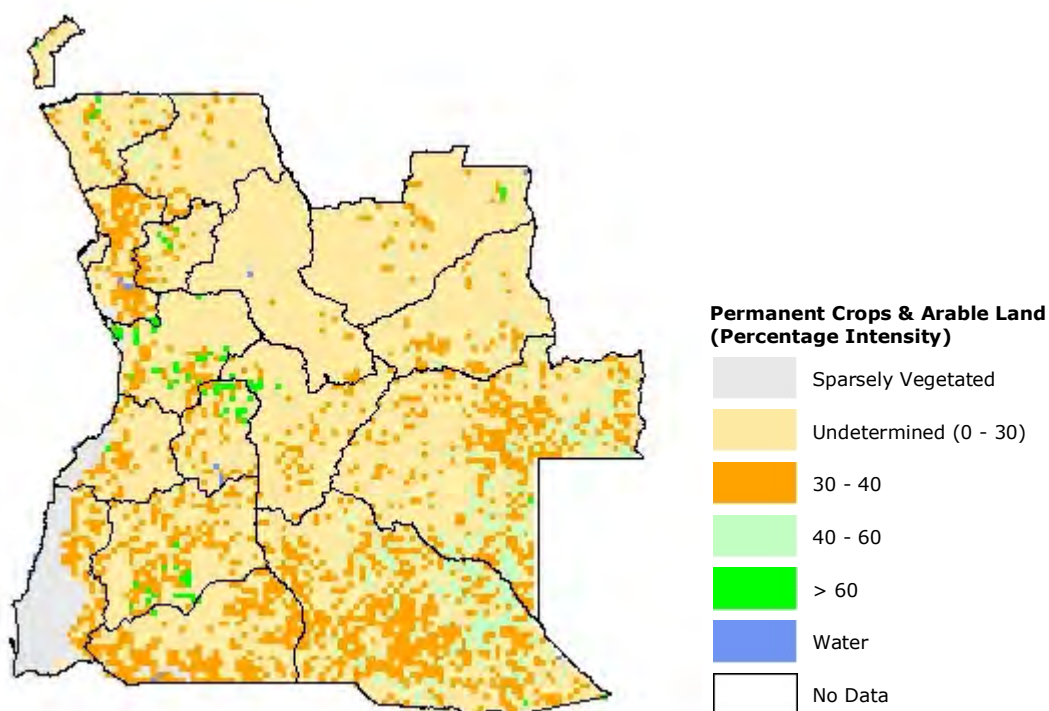 Permanent Crops & Arable Land
(Percentage Intensity)
Sparsely Vegetated
Undetermined (0 - 30)
30 - 40
40 - 60
> 60
Water
No Data